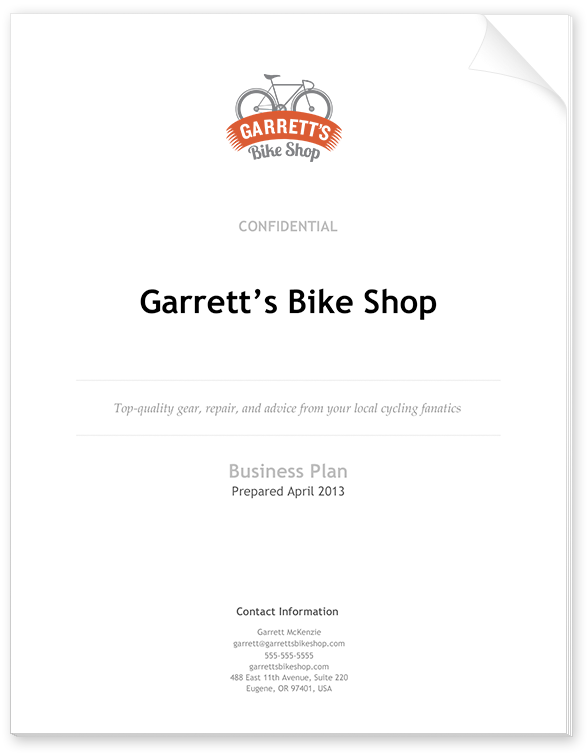 GARRETT'S
Bike Shop
CONFIDENTIAL
Garrett’s Bike Shop
Top-quality gear, repair, and advice from your local cycling fanatics
Business Plan
Prepared April 2013
Contact Information
Garrett McKenzie
garrett@garrettsbikeshop.com
555-555-5555
garrettsbikeshop.com
488 East 11th Avenue, Suite 220
Eugene, OR 97401, USA